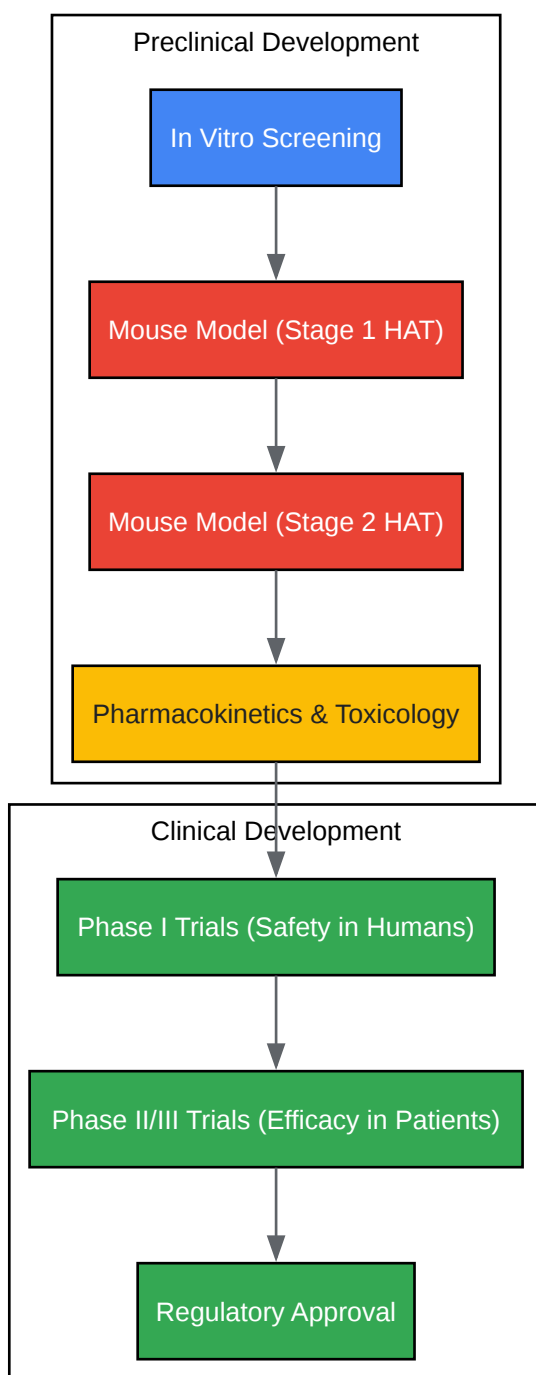 Preclinical Development
In Vitro Screening
Mouse Model (Stage 1 HAT)
Mouse Model (Stage 2 HAT)
Pharmacokinetics & Toxicology
Clinical Development
Phase I Trials (Safety in Humans)
Phase II/III Trials (Efficacy in Patients)
Regulatory Approval